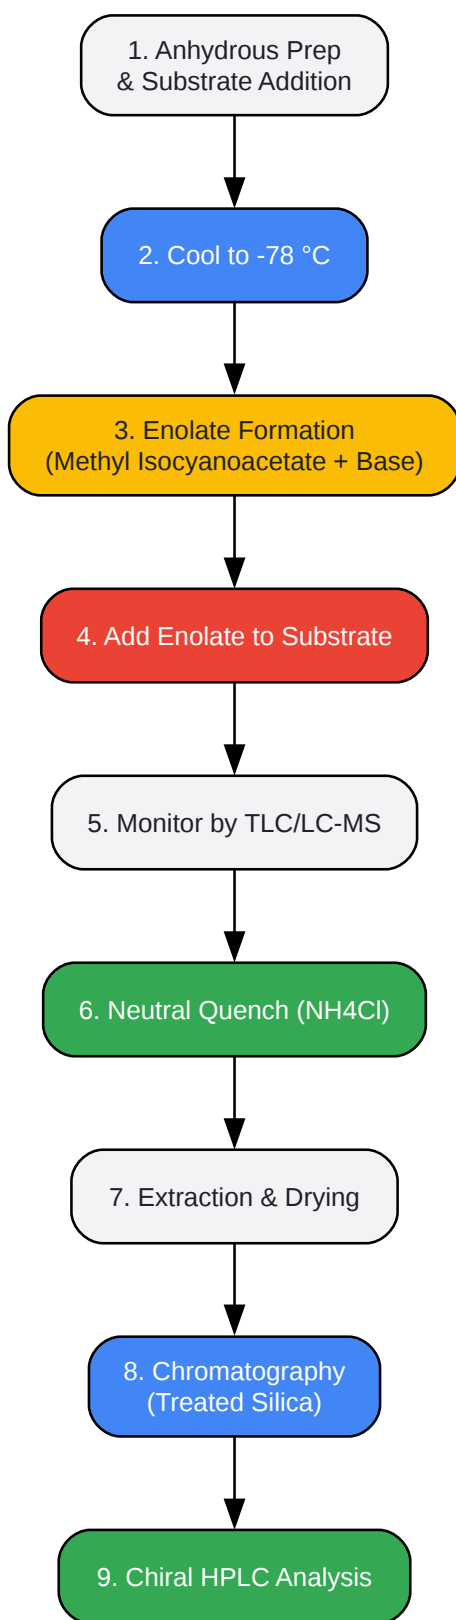 1. Anhydrous Prep
& Substrate Addition
2. Cool to -78 °C
3. Enolate Formation
(Methyl Isocyanoacetate + Base)
4. Add Enolate to Substrate
5. Monitor by TLC/LC-MS
6. Neutral Quench (NH4Cl)
7. Extraction & Drying
8. Chromatography
(Treated Silica)
9. Chiral HPLC Analysis